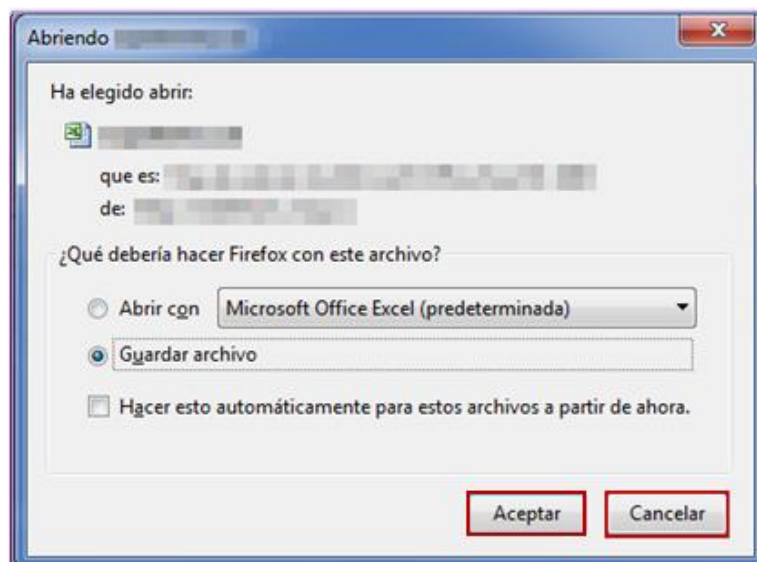 Abriendo
Ha elegido abrir:
que es:
de:
¿Qué debería hacer Firefox con este archivo?
Abrir con Microsoft Office Excel (predeterminada)
Guardar archivo
Hacer esto automáticamente para estos archivos a partir de ahora.
Aceptar Cancelar